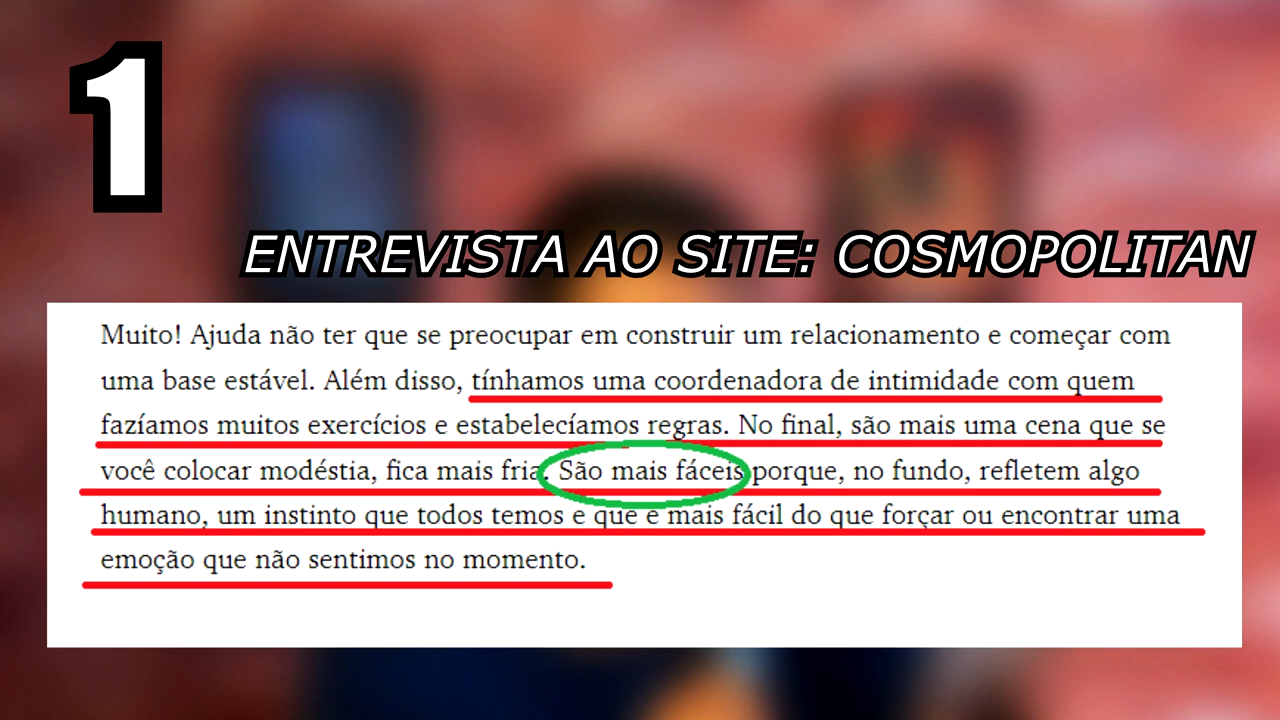 1
ENTREVISTA AO SITE: COSMOPOLITAN
Muito! Ajuda não ter que se preocupar em construir um relacionamento e começar com
uma base estável. Além disso, tínhamos uma coordenadora de intimidade com quem
fazíamos muitos exercícios e estabelecíamos regras. No final, são mais uma cena que se
você colocar modéstia, fica mais fria. São mais fáceis porque, no fundo, refletem algo
humano, um instinto que todos temos e que é mais fácil do que forçar ou encontrar uma
emoção que não sentimos no momento.